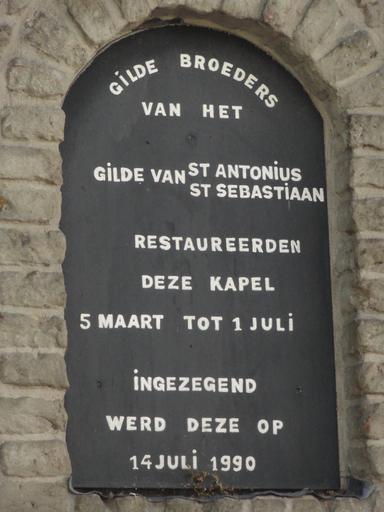 GILDE BROEDERS
VAN HET
GILDE VAN ST ANTONIUS
ST SEBASTIAAN
RESTAUREERDEN
DEZE KAPEL
5 MAART TOT 1 JULI
INGEZEGEND
WERD DEZE OP
14 JULI 1990